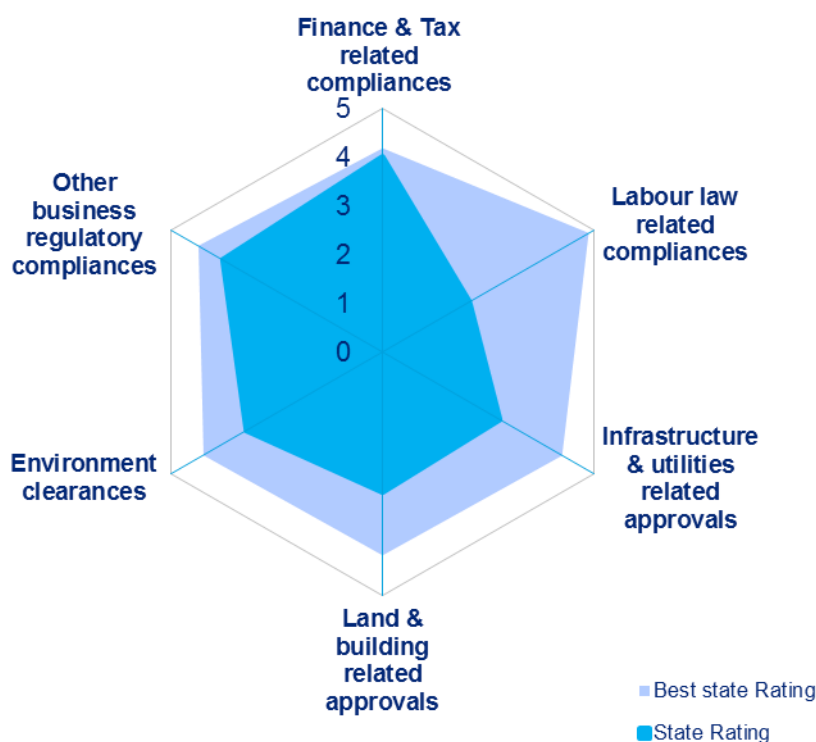 Finance & Tax
related
compliances
5
4
3
2
1
0
Labour law
related
compliances
Infrastructure
& utilities
related
approvals
Land &
building
related
approvals
Environment
clearances
Other
business
regulatory
compliances
Best state Rating
State Rating